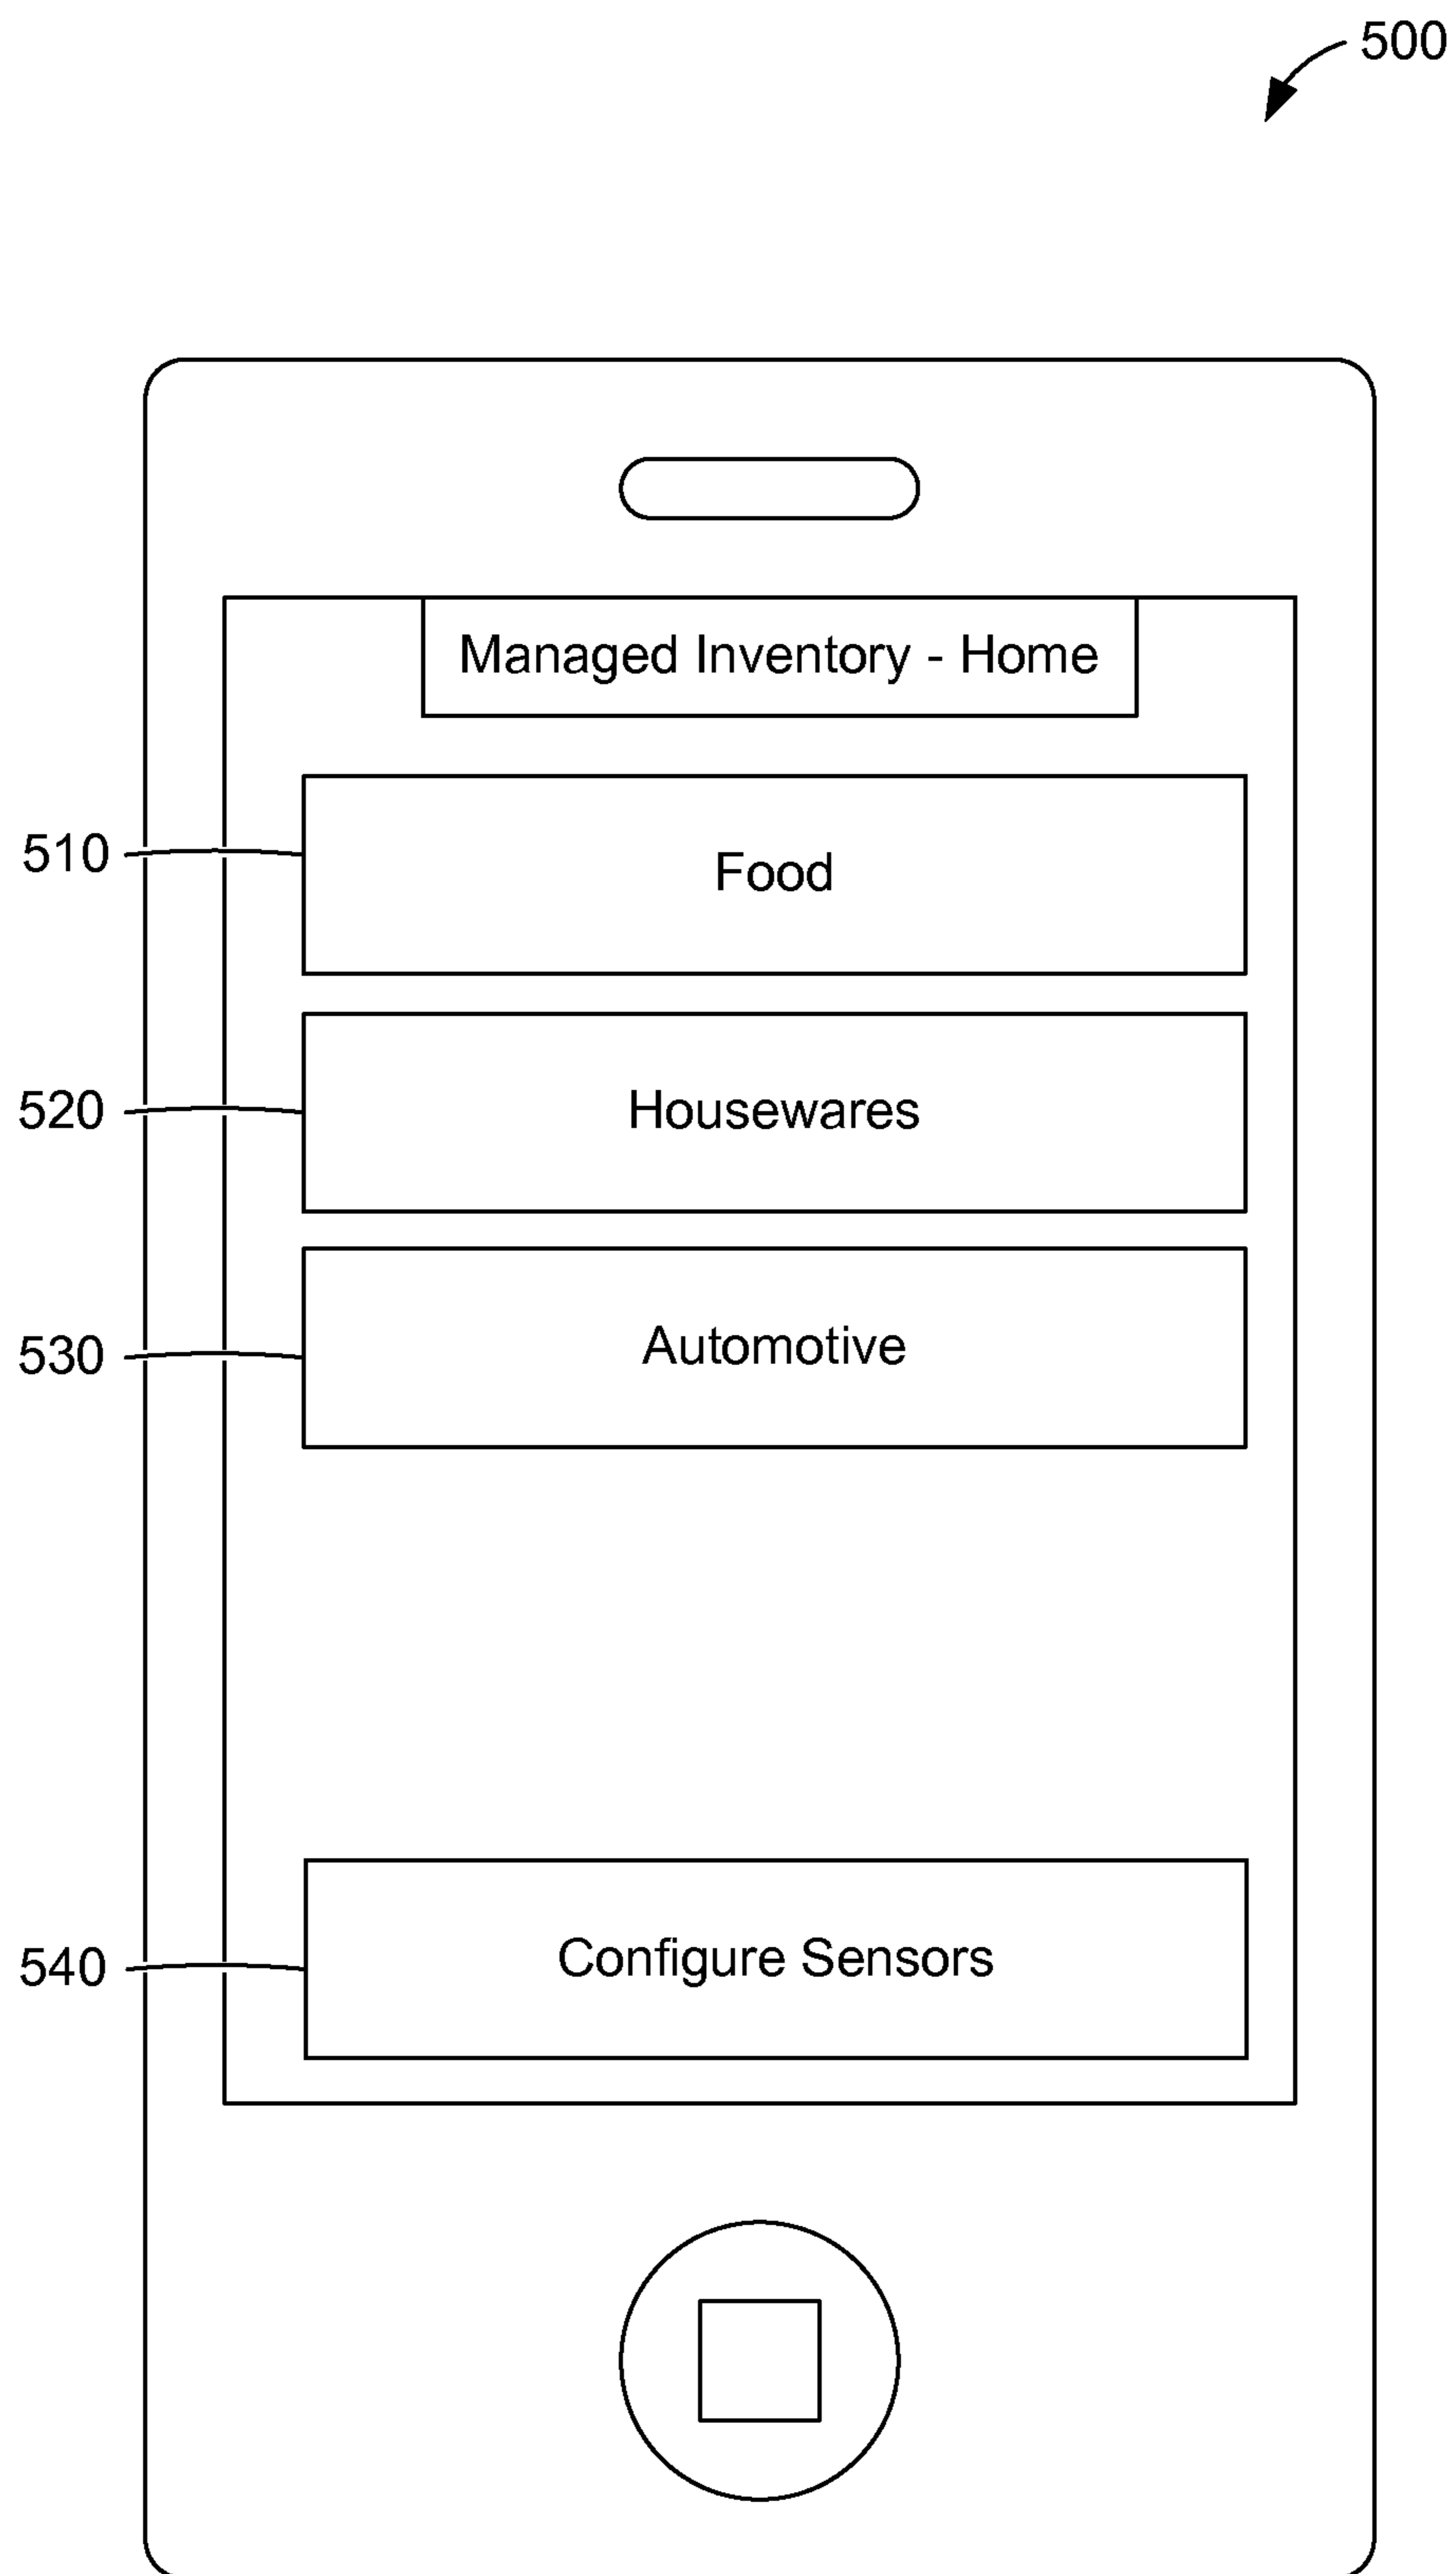 500
Managed Inventory - Home
510
Food
520
Housewares
530
Automotive
540
Configure Sensors